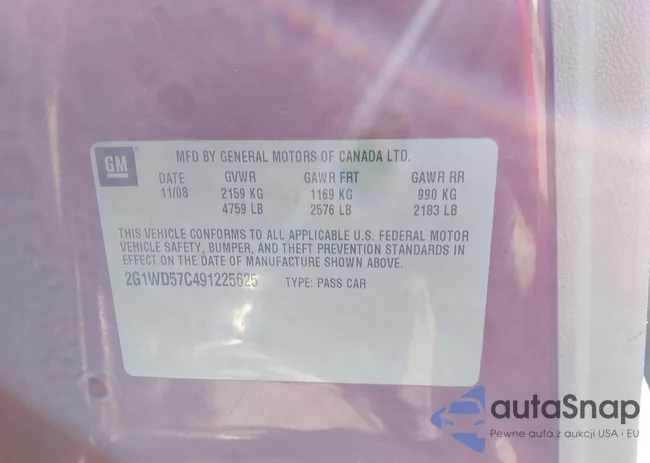 GM
MFD BY GENERAL MOTORS OF CANADA LTD.
DATE GVWR GAWR FRT GAWR RR
11/08 2159 KG 1169 KG 990 KG
4759 LB 2576 LB 2183 LB
THIS VEHICLE CONFORMS TO ALL APPLICABLE U.S. FEDERAL MOTOR
VEHICLE SAFETY, BUMPER, AND THEFT PREVENTION STANDARDS IN
EFFECT ON THE DATE OF MANUFACTURE SHOWN ABOVE.
2G1WD57C491225625 TYPE: PASS CAR
autaSnap
Pewne auta z aukcji USA i EU